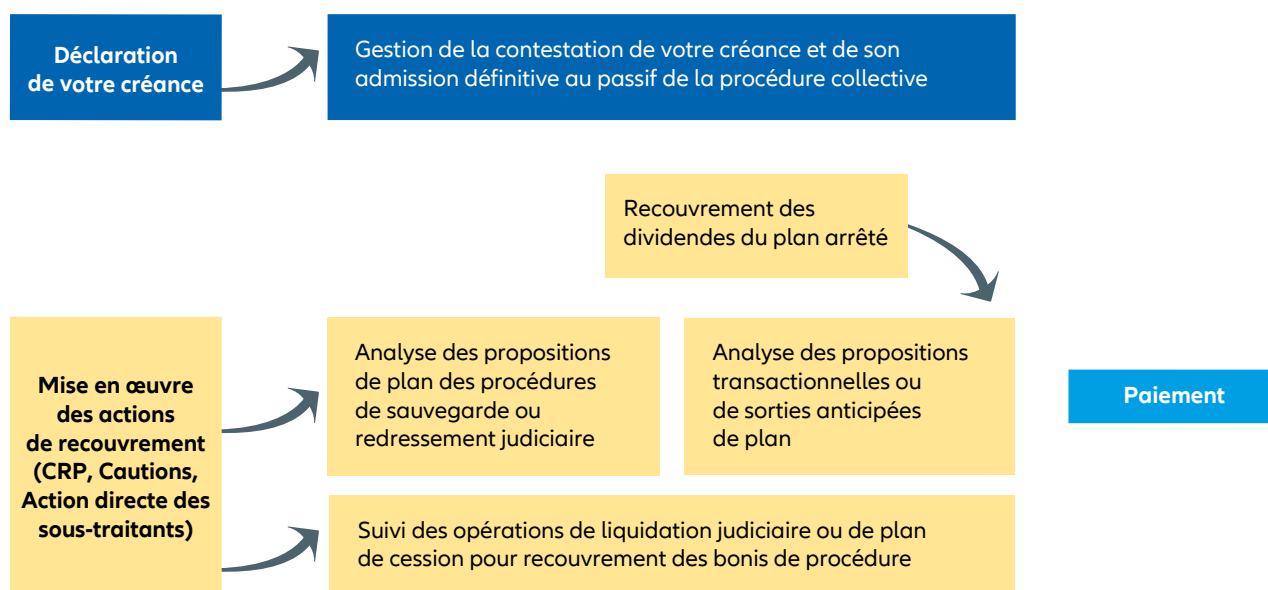 Déclaration
de votre créance
Gestion de la contestation de votre créance et de son
admission définitive au passif de la procédure collective
Recouvrement des
dividendes du plan arrêté
Mise en œuvre
des actions
de recouvrement
(CRP, Cautions,
Action directe des
sous-traitants)
Analyse des propositions
de plan des procédures
de sauvegarde ou
redressement judiciaire
Analyse des propositions
transactionnelles ou
de sorties anticipées
de plan
Paiement
Suivi des opérations de liquidation judiciaire ou de plan
de cession pour recouvrement des bonis de procédure